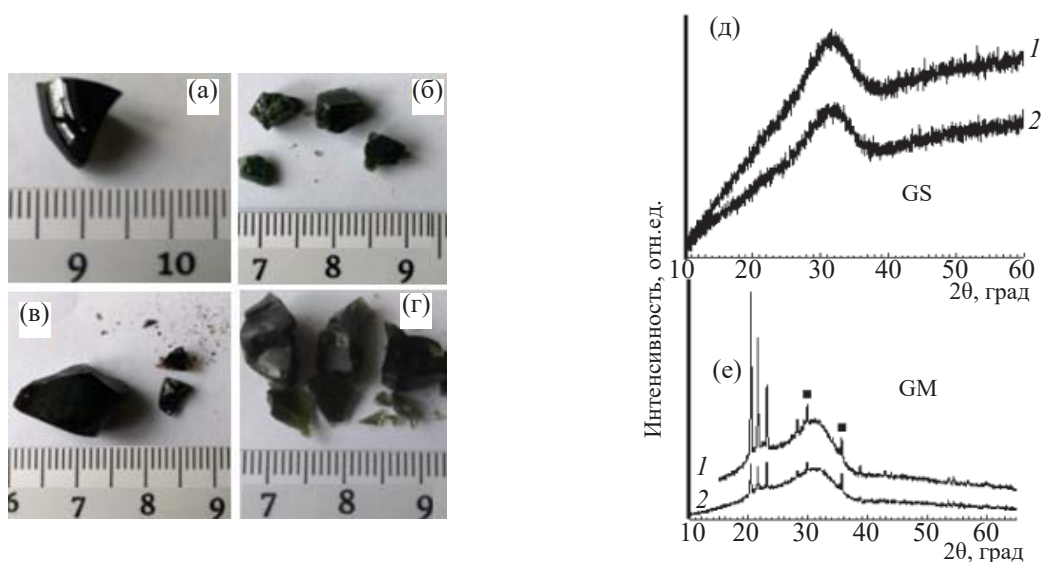 (а)
9 10
(б)
7 8 9
(в)
6 7 8 9
(г)
7 8 9
Интенсивность, отн.ед.
(д)
1
2
GS
10 20 30 40 50 60
2θ, град
(е)
GM
1
2
10 20 30 40 50 60
2θ, град